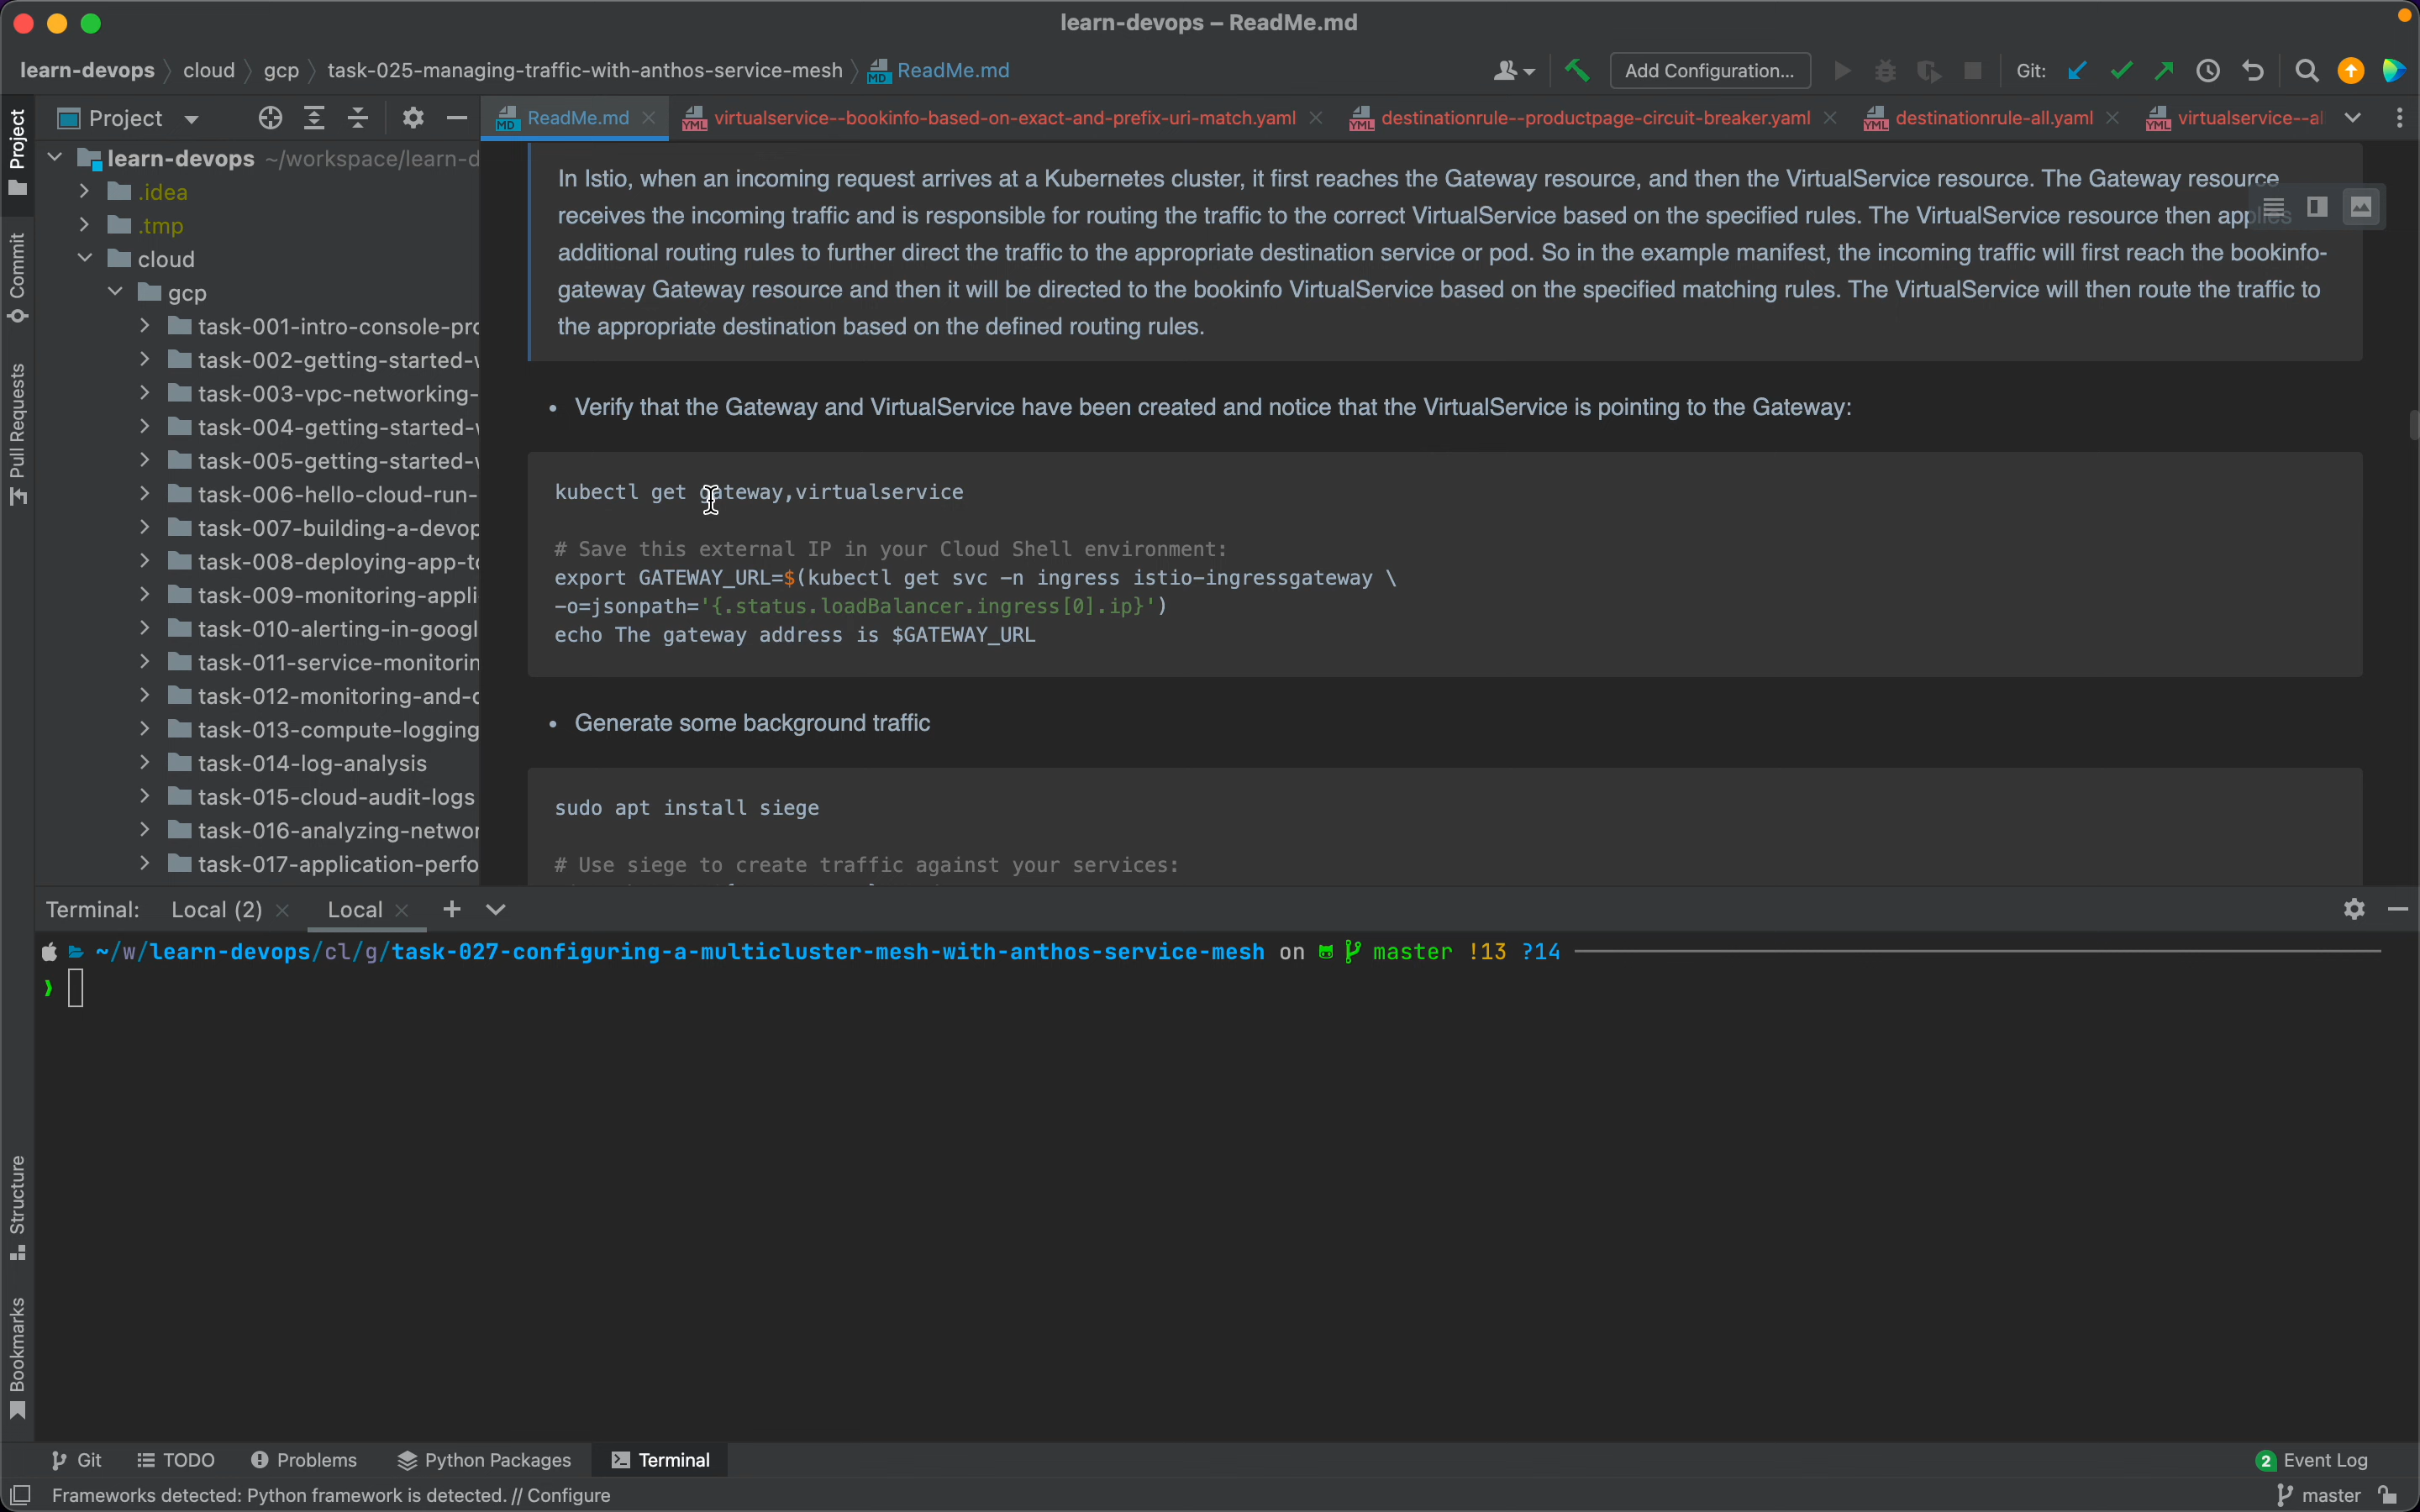 learn-devops – ReadMe.md
learn-devops cloud gcp task-025-managing-traffic-with-anthos-service-mesh ReadMe.md
Add Configuration...
Git:
Project
ReadMe.md
virtualservice--bookinfo-based-on-exact-and-prefix-uri-match.yaml
destinationrule--productpage-circuit-breaker.yaml
destinationrule-all.yaml
virtualservice--al
Project
Commit
Pull Requests
Structure
Bookmarks
learn-devops ~/workspace/learn-d
.idea
.tmp
cloud
gcp
task-001-intro-console-pro
task-002-getting-started-w
task-003-vpc-networking-
task-004-getting-started-w
task-005-getting-started-w
task-006-hello-cloud-run-
task-007-building-a-devop
task-008-deploying-app-to
task-009-monitoring-appli
task-010-alerting-in-googl
task-011-service-monitorin
task-012-monitoring-and-d
task-013-compute-logging
task-014-log-analysis
task-015-cloud-audit-logs
task-016-analyzing-networ
task-017-application-perfo
In Istio, when an incoming request arrives at a Kubernetes cluster, it first reaches the Gateway resource, and then the VirtualService resource. The Gateway resource
receives the incoming traffic and is responsible for routing the traffic to the correct VirtualService based on the specified rules. The VirtualService resource then applies
additional routing rules to further direct the traffic to the appropriate destination service or pod. So in the example manifest, the incoming traffic will first reach the bookinfo-
gateway Gateway resource and then it will be directed to the bookinfo VirtualService based on the specified matching rules. The VirtualService will then route the traffic to
the appropriate destination based on the defined routing rules.
• Verify that the Gateway and VirtualService have been created and notice that the VirtualService is pointing to the Gateway:
kubectl get gateway,virtualservice
# Save this external IP in your Cloud Shell environment:
export GATEWAY_URL=$(kubectl get svc -n ingress istio-ingressgateway \
-o=jsonpath='{.status.loadBalancer.ingress[0].ip}')
echo The gateway address is $GATEWAY_URL
• Generate some background traffic
sudo apt install siege
# Use siege to create traffic against your services:
Terminal: Local (2) Local
~/w/learn-devops/cl/g/task-027-configuring-a-multicluster-mesh-with-anthos-service-mesh on master !13 ?14
❯
Git TODO Problems Python Packages Terminal
2 Event Log
Frameworks detected: Python framework is detected. // Configure
master